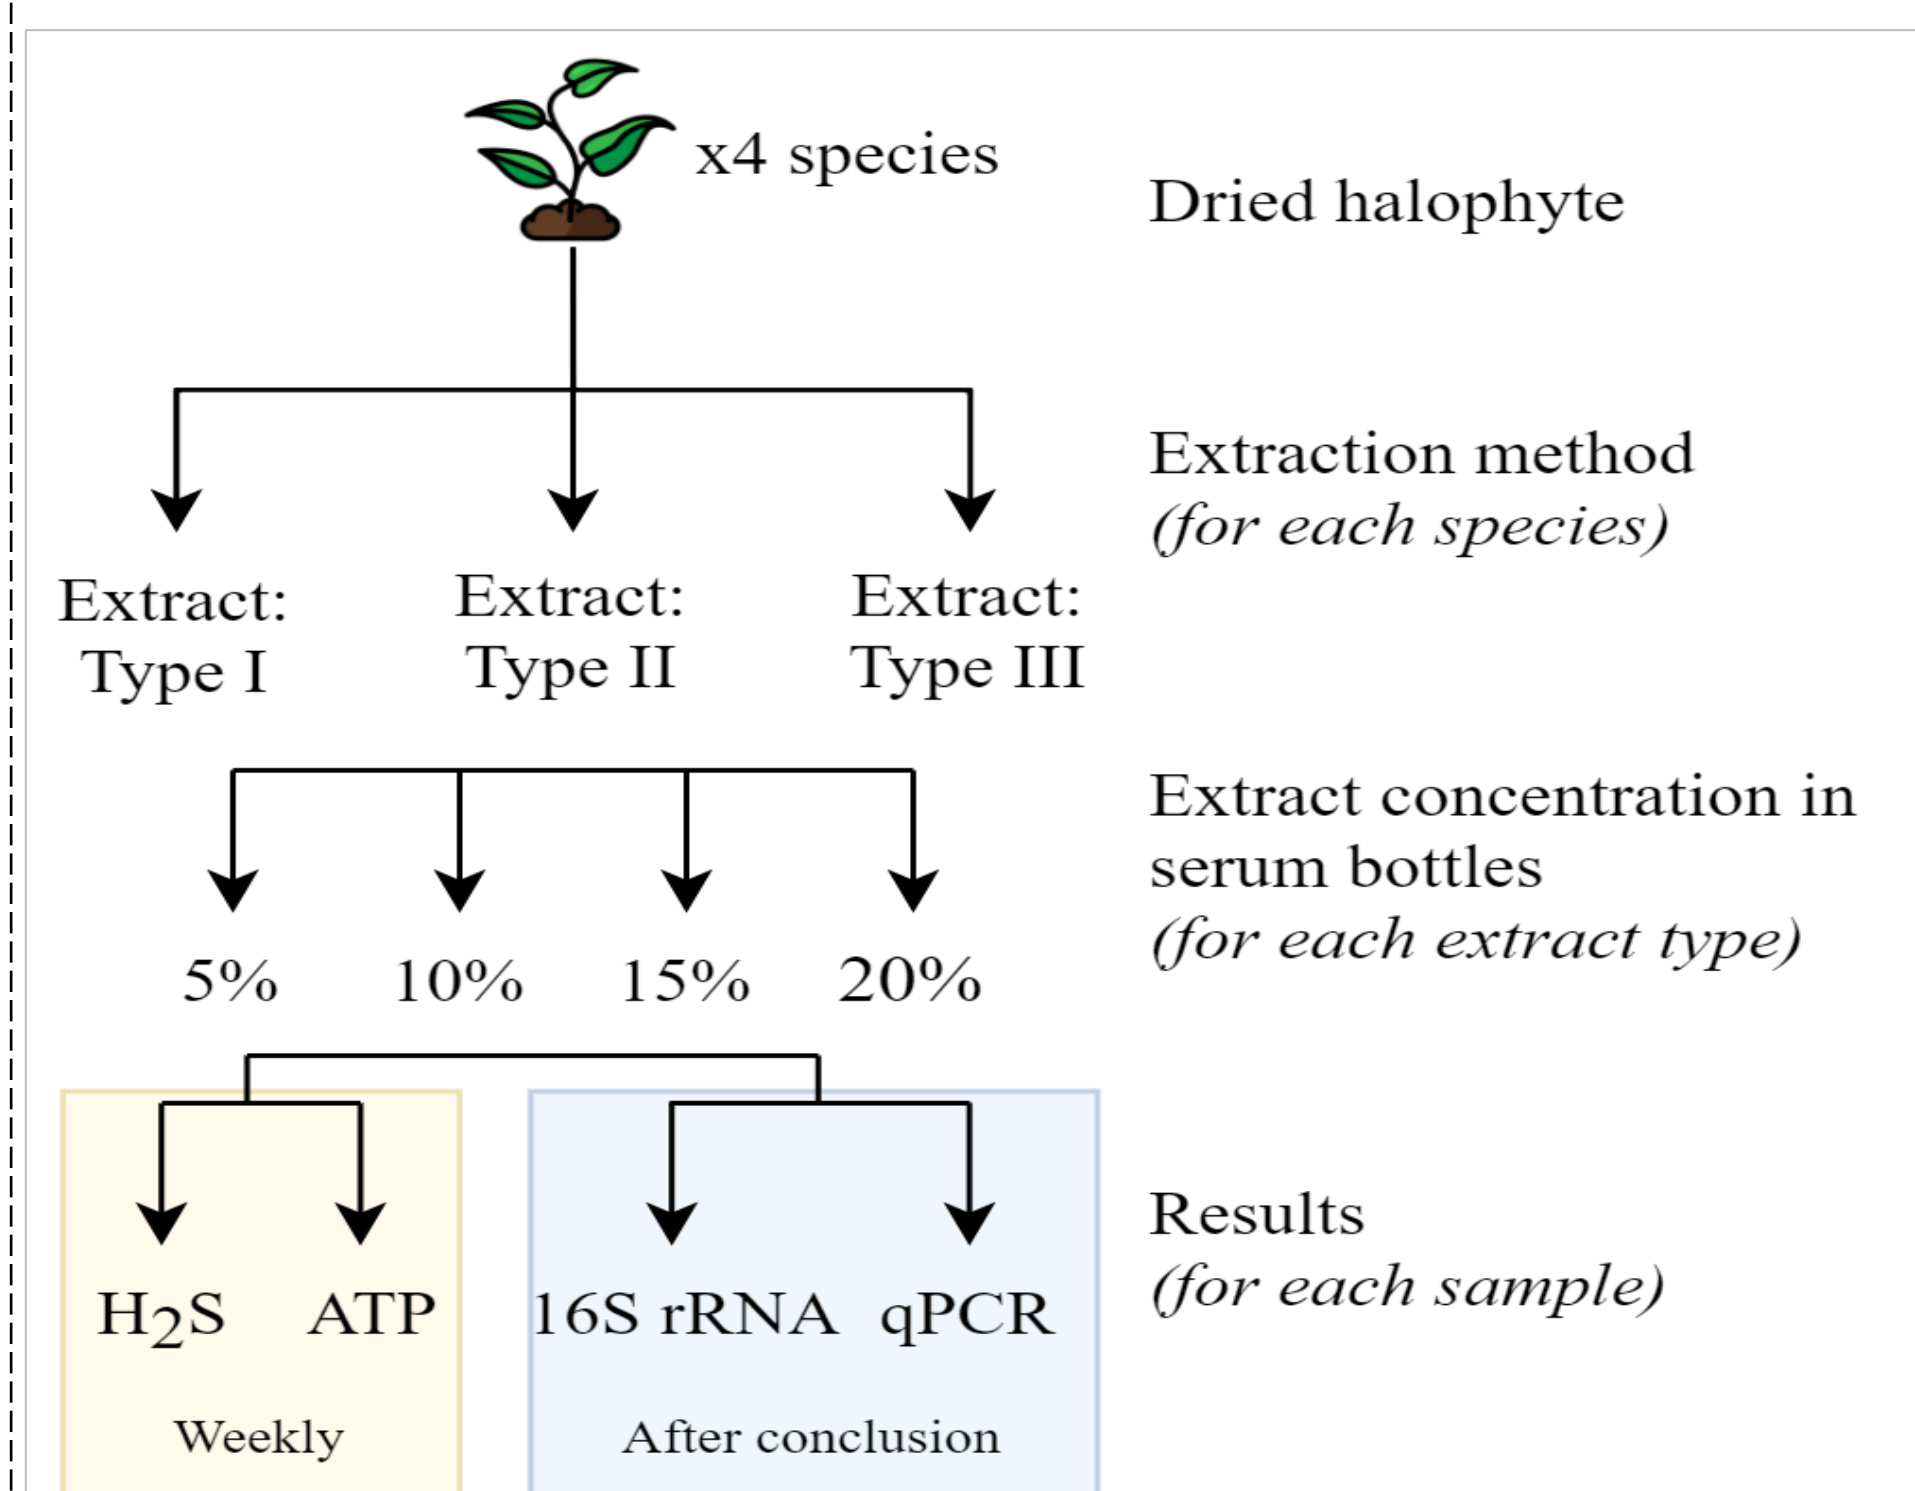 x4 species
Dried halophyte
Extraction method
(for each species)
Extract:
Type I
Extract:
Type II
Extract:
Type III
Extract concentration in
serum bottles
(for each extract type)
5%
10%
15%
20%
Results
(for each sample)
H₂S
ATP
16S rRNA
qPCR
Weekly
After conclusion